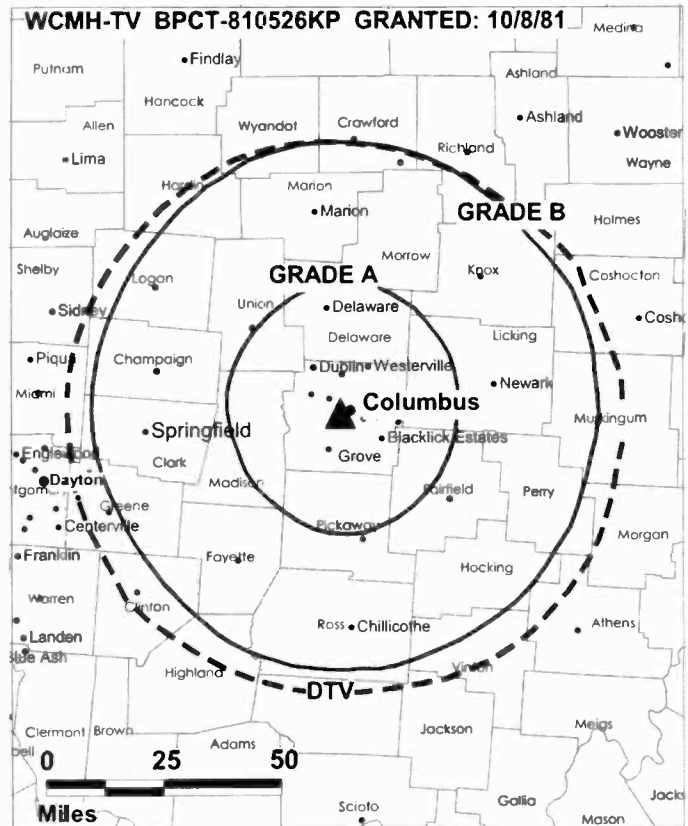 WCMH-TV BPCT-810526KP GRANTED: 10/8/81
Medina
Findlay
Putnam
Ashland
Hancock
Allen
Ashland
Wyandot
Crawford
Wooster
Richland
Lima
Wayne
Hardin
Marion
Marion
GRADE B
Holmes
Auglaize
Morrow
Shelby
GRADE A
Knox
Coshocton
Logan
Union
Delaware
Sidney
Delaware
Licking
Piqua
Champaign
Dublin
Westerville
Newark
Miami
Columbus
Muskingum
Springfield
Blacklick Estates
Grove
Clark
Dayton
Madison
Fairfield
Perry
Greene
Centerville
Pickaway
Morgan
Franklin
Fayette
Hocking
Warren
Clinton
Ross
Chillicothe
Athens
Landen
Blue Ash
Highland
Vinton
DTV
Clermont
Brown
Jackson
Meigs
Adams
0 25 50
Miles
Scioto
Gallia
Mason
Jacks